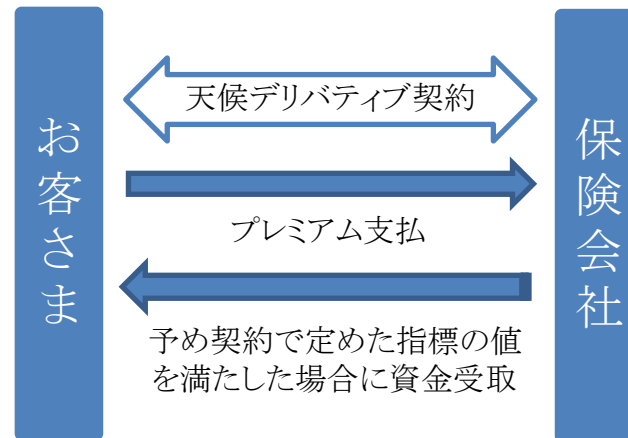 お客さま
天候デリバティブ契約
プレミアム支払
予め契約で定めた指標の値
を満たした場合に資金受取
保険会社